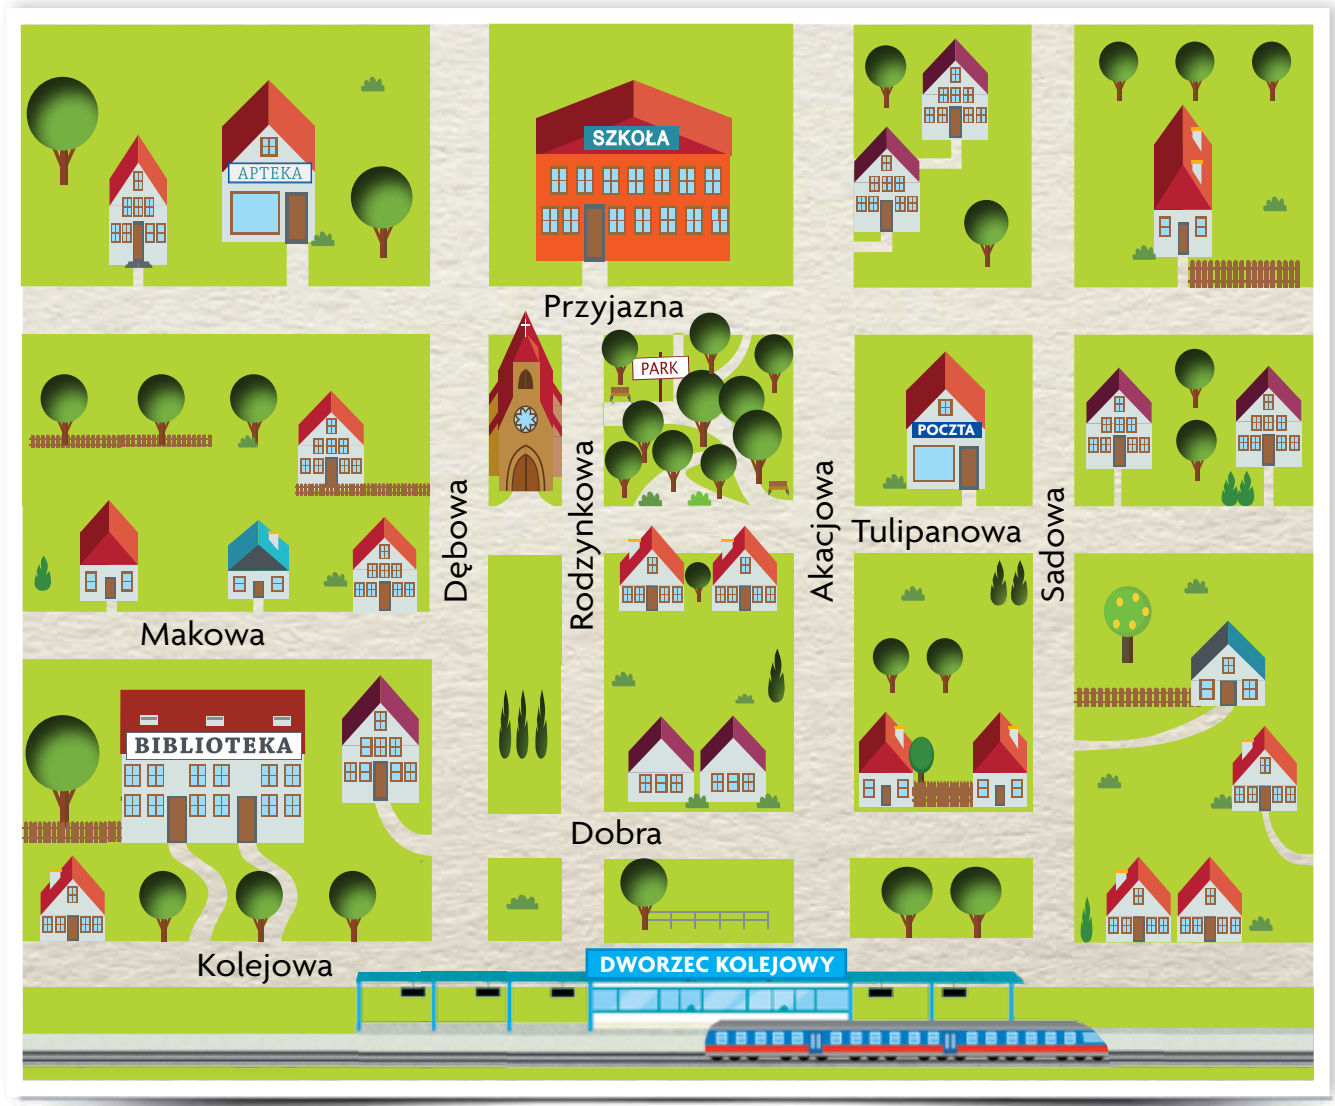 SZKOŁA
APTEKA
Przyjazna
PARK
POCZTA
Dębowa
Rodzynkowa
Akacjowa
Tulipanowa
Sadowa
Makowa
BIBLIOTEKA
Dobra
Kolejowa
DWORZEC KOLEJOWY